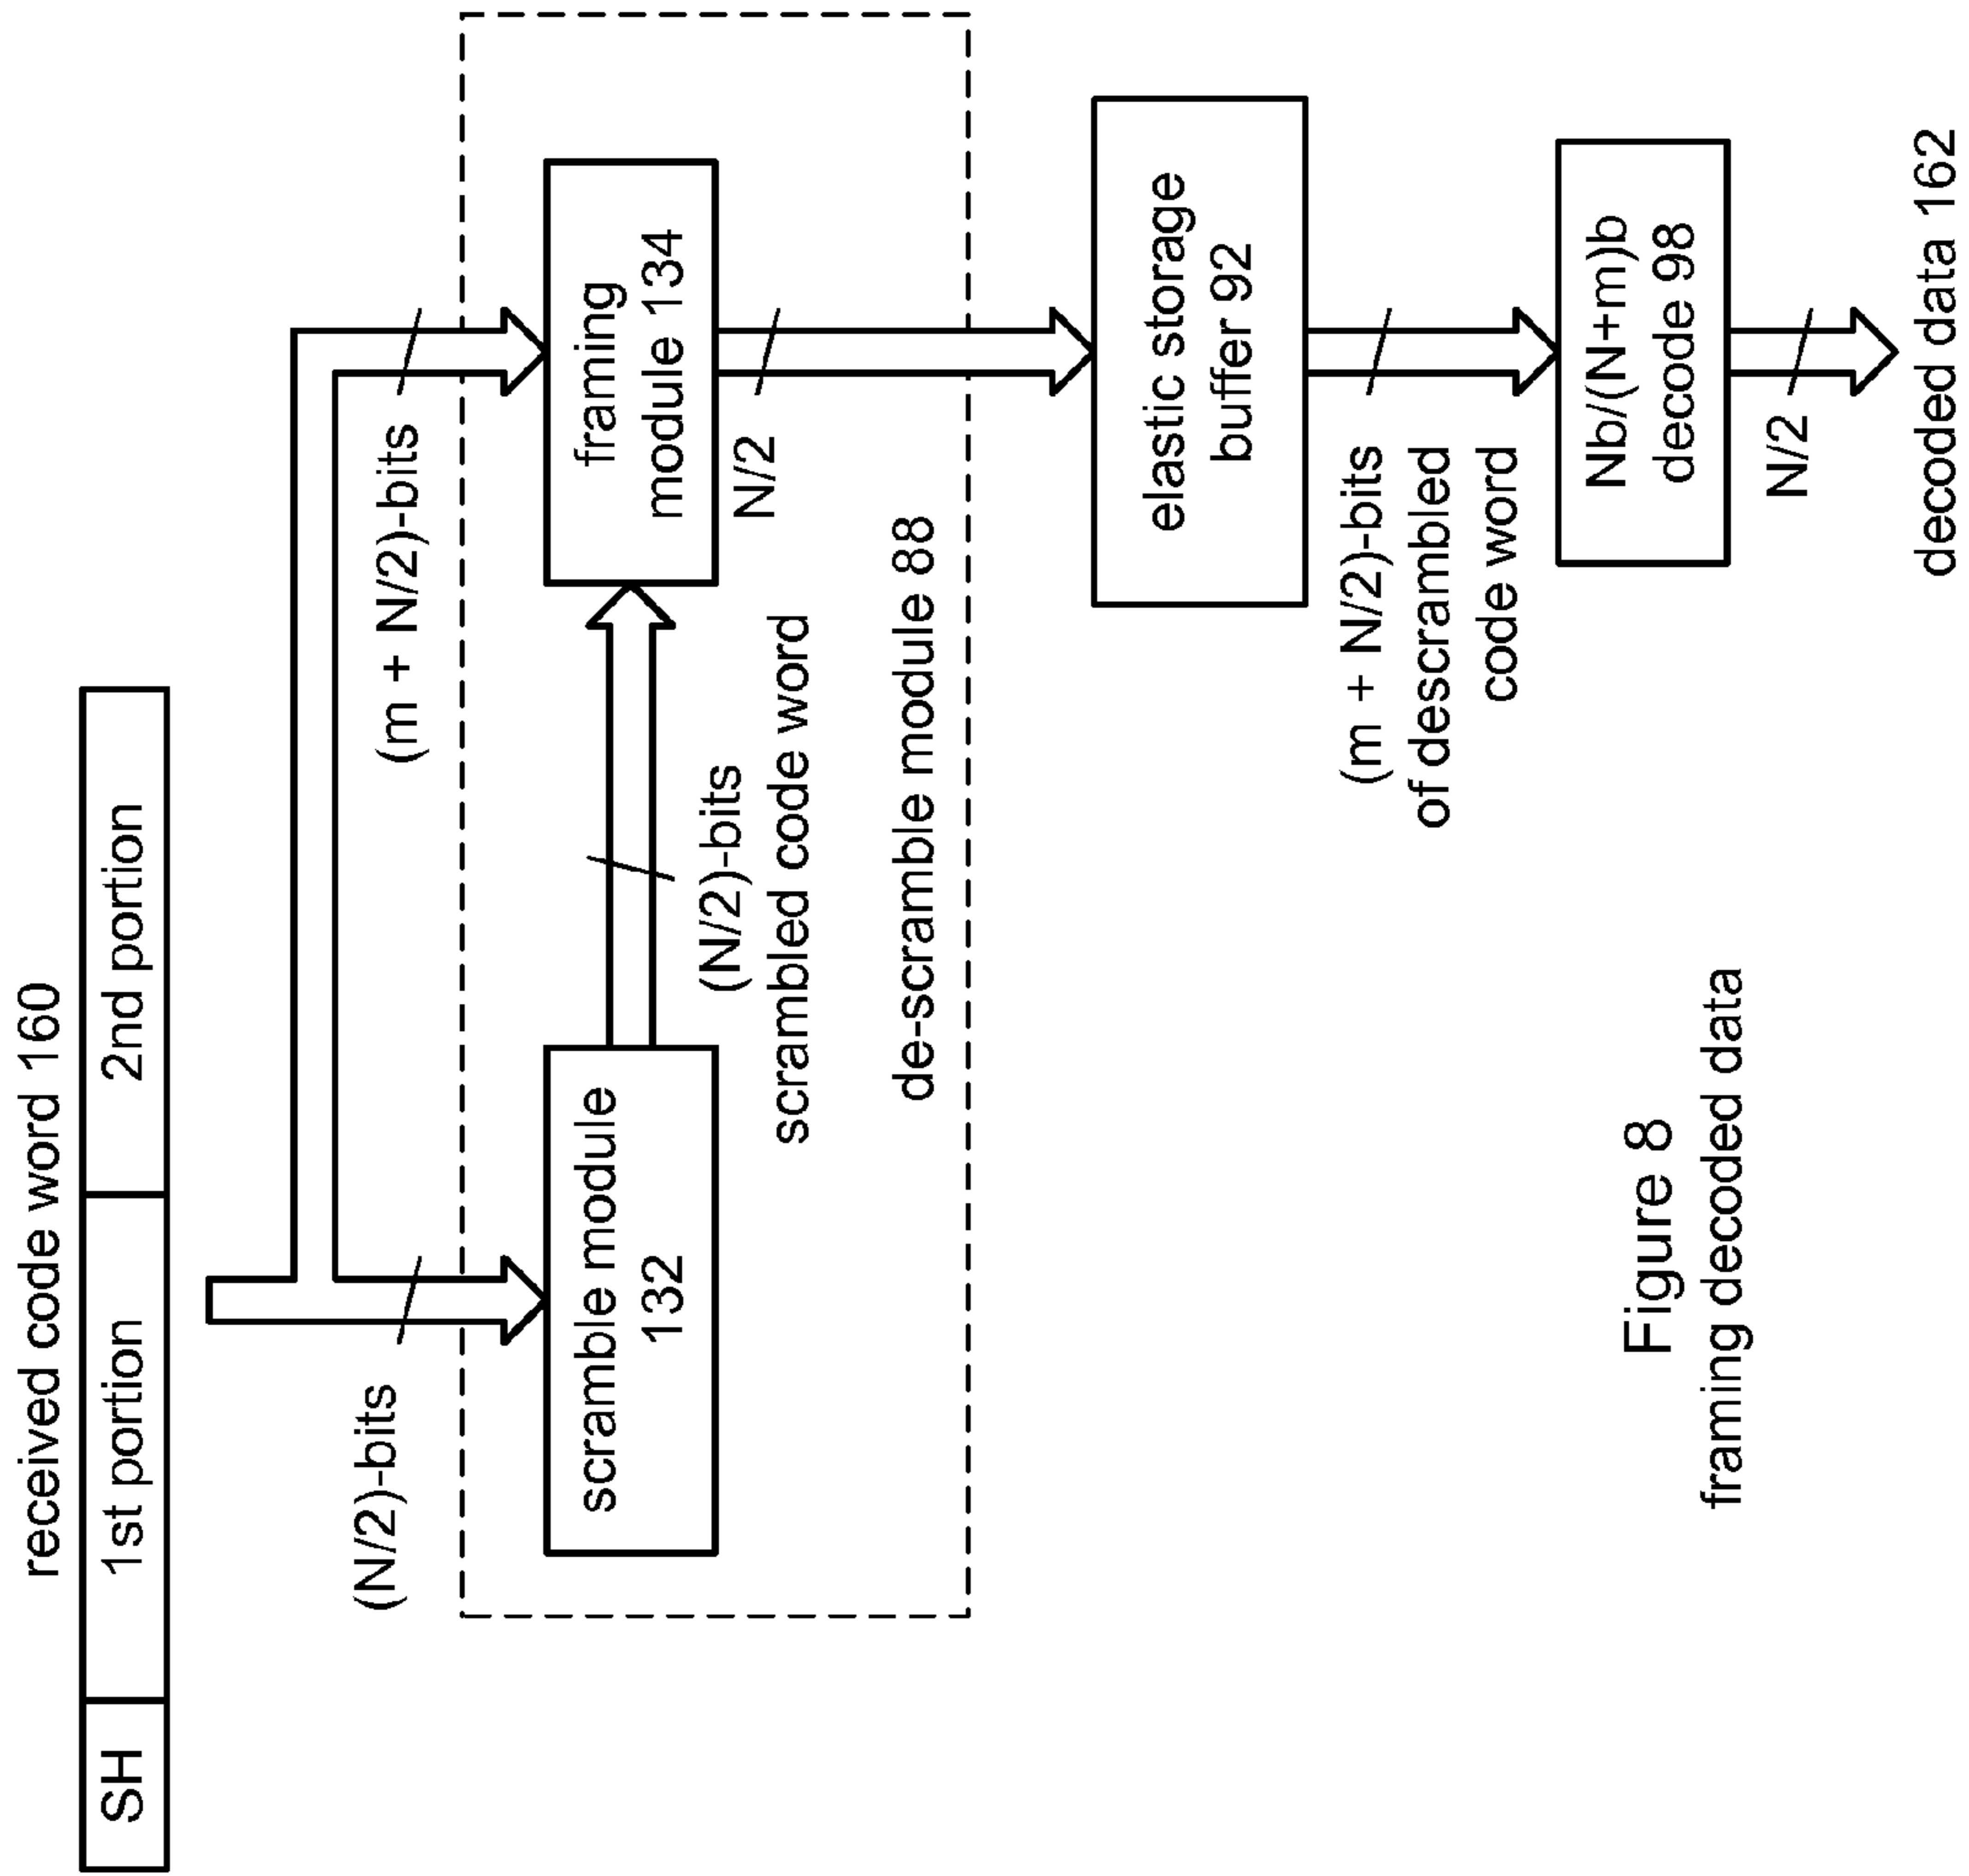 received code word 160
SH
1st portion
2nd portion
(N/2)-bits
(m + N/2)-bits
scramble module
132
(N/2)-bits
scrambled code word
framing
module 134
N/2
de-scramble module 88
elastic storage
buffer 92
(m + N/2)-bits
of descrambled
code word
Nb/(N+m)b
decode 98
N/2
decoded data 162
Figure 8
framing decoded data